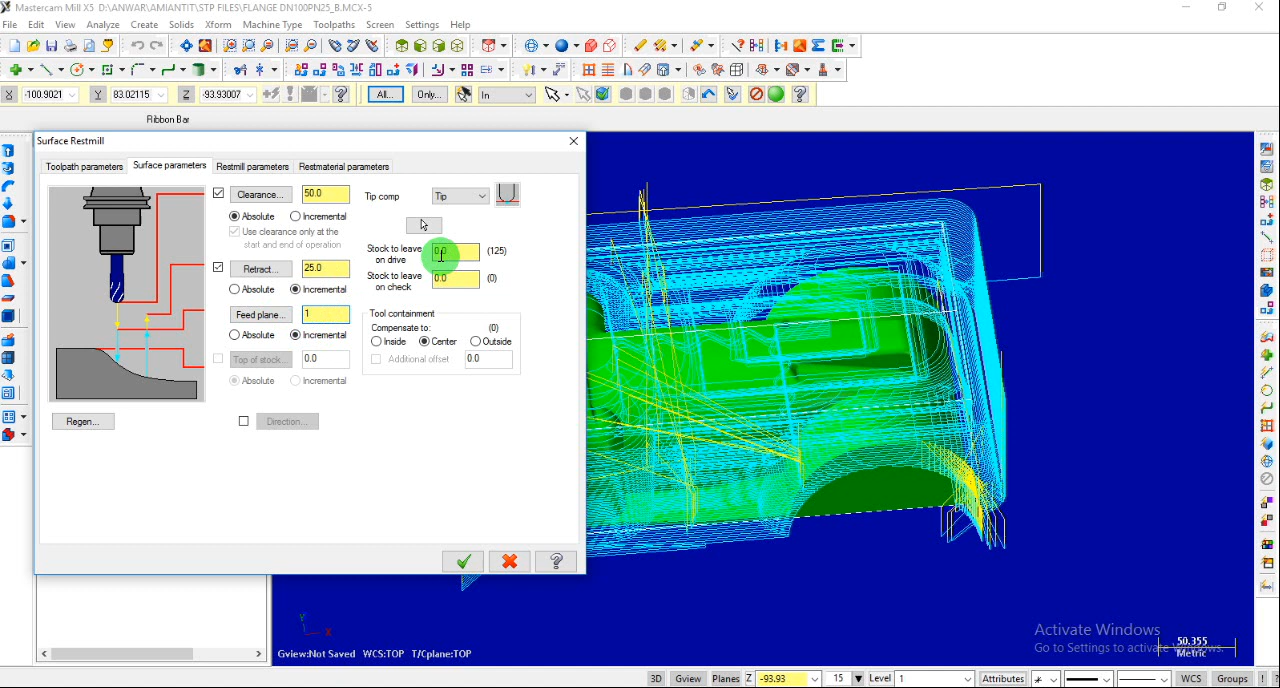 Mastercam Mill X5 D:\ANWAR\AMIANTIT\STP FILES\FLANGE DN100PN25_B.MCX-5
File Edit View Analyze Create Solids Xform Machine Type Toolpaths Screen Settings Help
X -100.9021 Y 83.02115 Z -93.93007 All... Only... In
Ribbon Bar
Surface Restmill
Toolpath parameters Surface parameters Restmill parameters Restmaterial parameters
Clearance... 50.0 Tip comp Tip
Absolute Incremental
Use clearance only at the
start and end of operation
Stock to leave
on drive 0.0 (125)
Retract... 25.0
Stock to leave
on check 0.0 (0)
Absolute Incremental
Feed plane... 1
Tool containment
Compensate to: (0)
Absolute Incremental
Inside Center Outside
Top of stock... 0.0
Additional offset 0.0
Absolute Incremental
Regen... Direction...
Y
X
Activate Windows
Go to Settings to activate
50.355
Metric
Gview:Not Saved WCS:TOP T/Cplane:TOP
3D Gview Planes Z -93.93 15 Level 1 Attributes WCS Groups ! ?